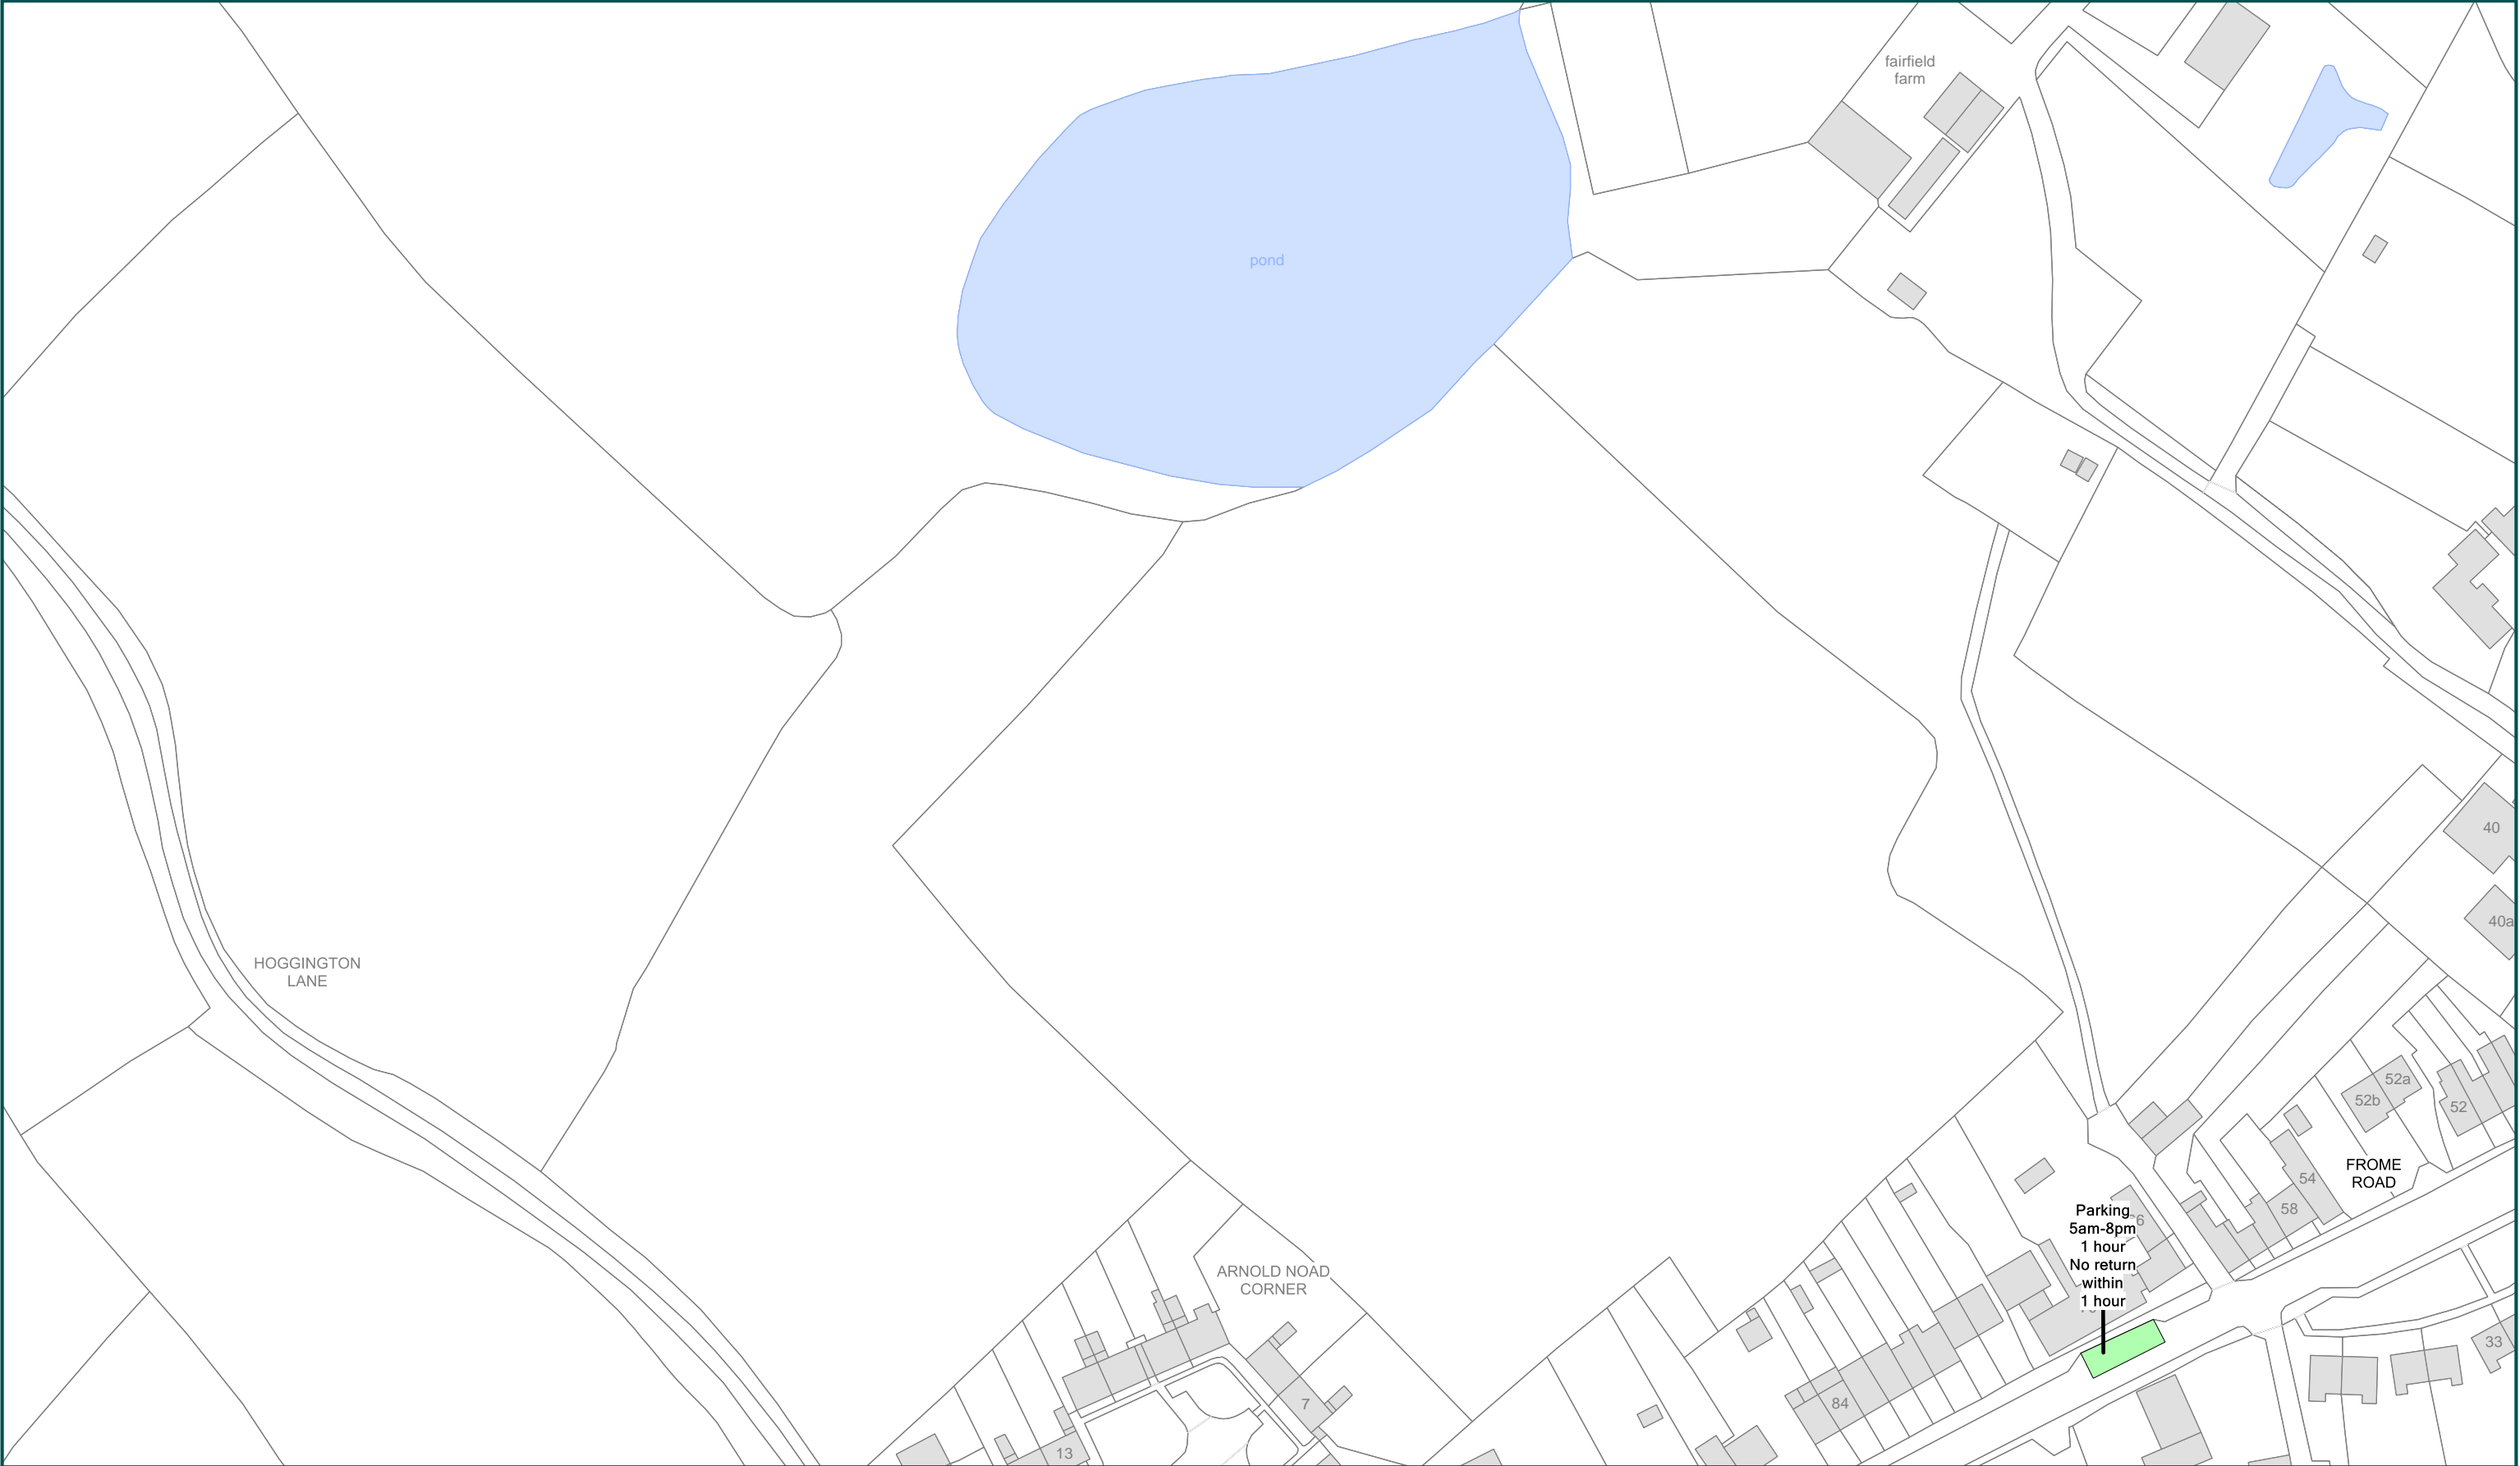 fairfield
farm
pond
40
40a
HOGGINGTON
LANE
52a
52b
52
FROME
ROAD
54
58
Parking
5am-8pm
1 hour
No return
within
1 hour
ARNOLD NOAD
CORNER
33
84
7
13